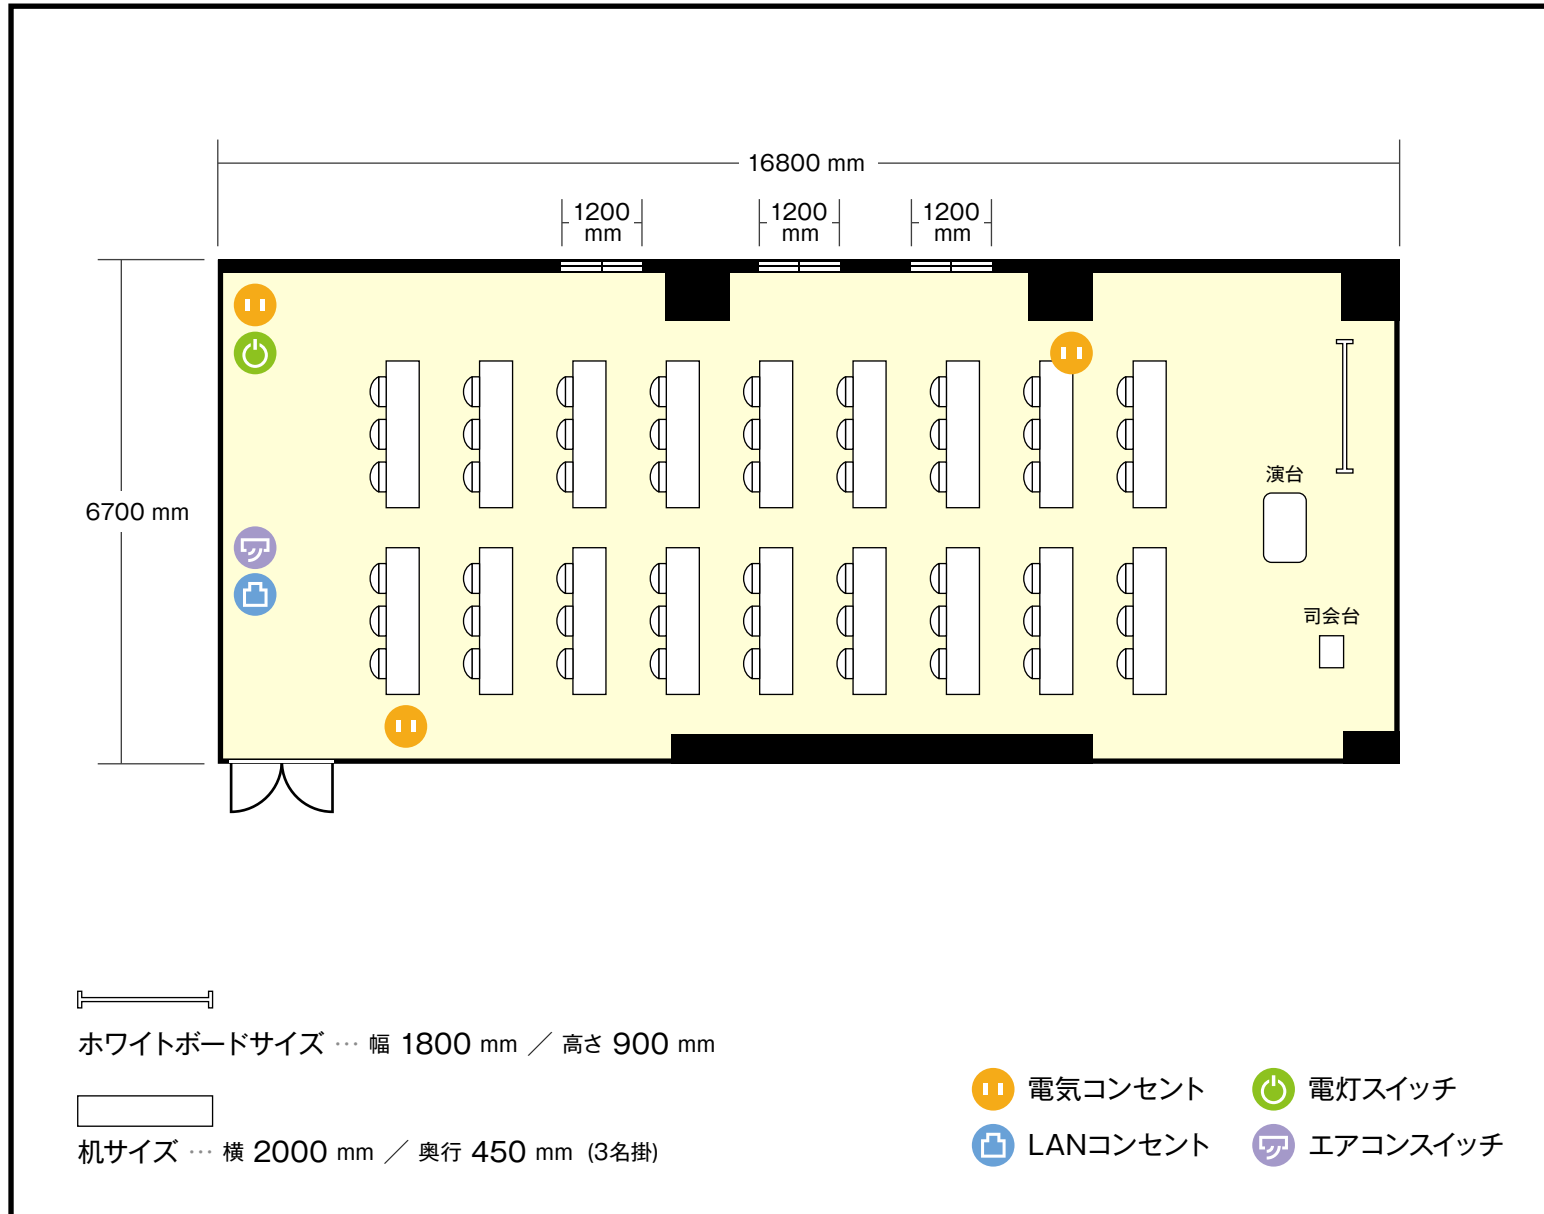 16800 mm
1200
mm
1200
mm
1200
mm
6700 mm
演台
司会台
ホワイトボードサイズ … 幅 1800 mm ／ 高さ 900 mm
机サイズ … 横 2000 mm ／ 奥行 450 mm (3名掛)
電気コンセント
電灯スイッチ
LANコンセント
エアコンスイッチ